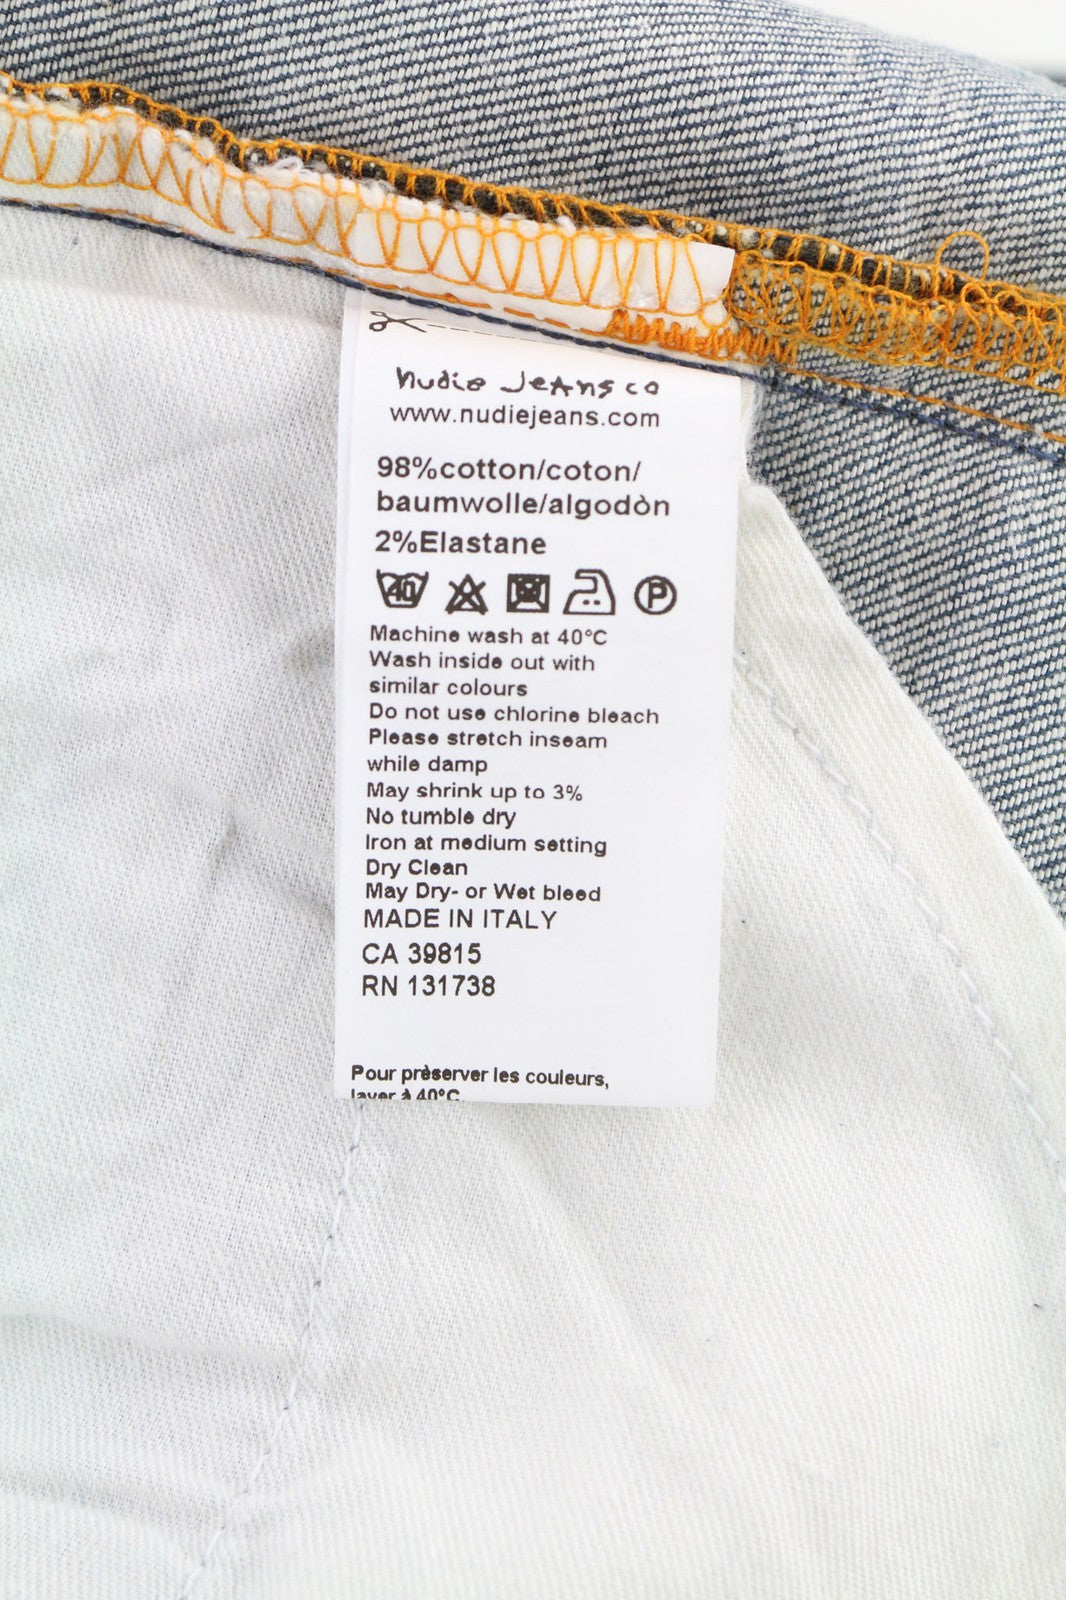 nudie Jeans co
www.nudiejeans.com
98%cotton/coton/
baumwolle/algodòn
2%Elastane
40 P
Machine wash at 40°C
Wash inside out with
similar colours
Do not use chlorine bleach
Please stretch inseam
while damp
May shrink up to 3%
No tumble dry
Iron at medium setting
Dry Clean
May Dry- or Wet bleed
MADE IN ITALY
CA 39815
RN 131738
Pour prèserver les couleurs,
laver à 40°C